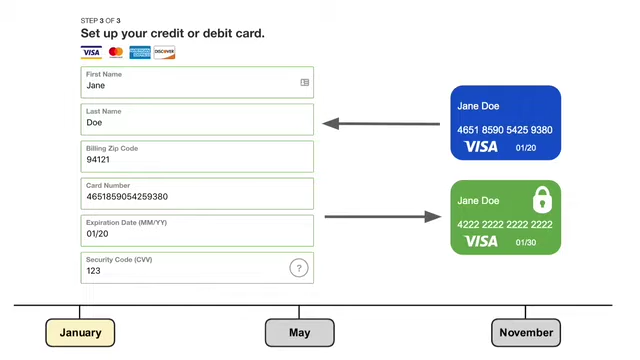 STEP 3 OF 3
Set up your credit or debit card.
VISA mastercard AMERICAN EXPRESS DISCOVER
First Name
Jane
Last Name
Doe
Billing Zip Code
94121
Card Number
4651859054259380
Expiration Date (MM/YY)
01/20
Security Code (CVV)
123
?
Jane Doe
4651 8590 5425 9380
VISA 01/20
Jane Doe
4222 2222 2222 2222
VISA 01/30
January
May
November